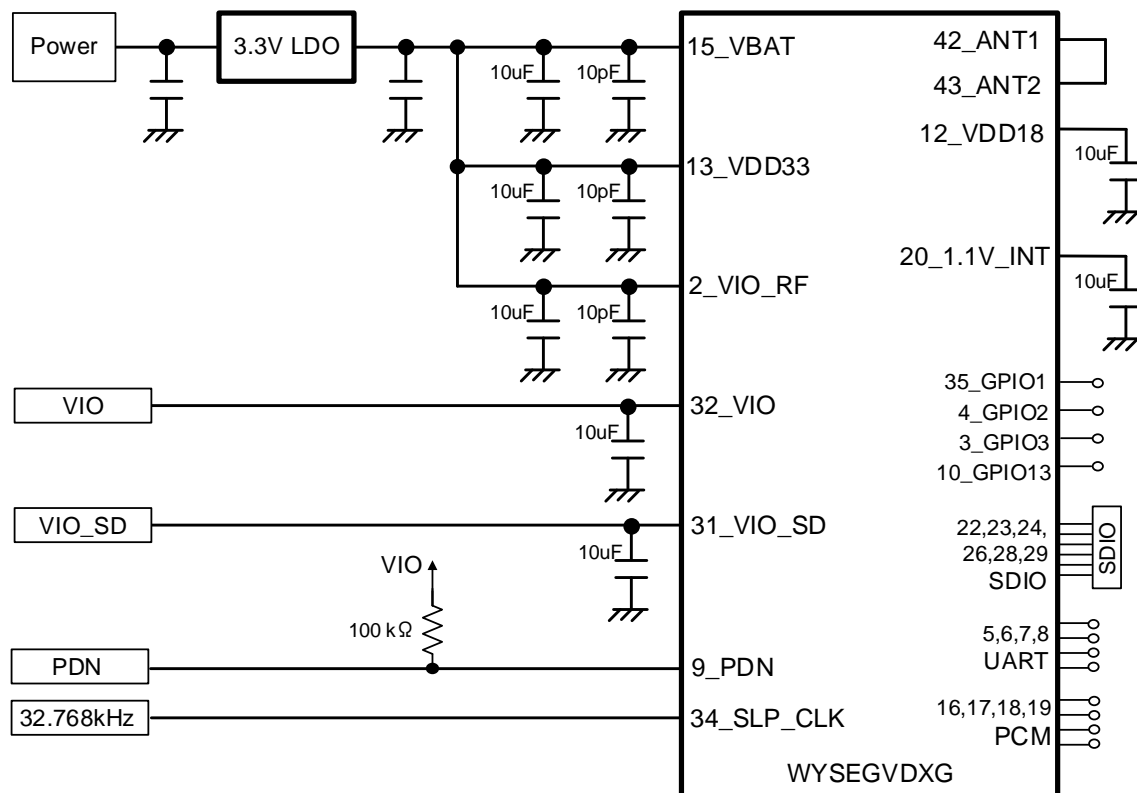 Power
3.3V LDO
10uF
10pF
15_VBAT
42_ANT1
43_ANT2
12_VDD18
10uF
10uF
10pF
13_VDD33
20_1.1V_INT
10uF
10uF
10pF
2_VIO_RF
VIO
10uF
32_VIO
35_GPIO1
4_GPIO2
3_GPIO3
10_GPIO13
VIO_SD
10uF
31_VIO_SD
22,23,24,
26,28,29
SDIO
SDIO
VIO
100 kΩ
PDN
9_PDN
5,6,7,8
UART
32.768kHz
34_SLP_CLK
16,17,18,19
PCM
WYSEGVDXG